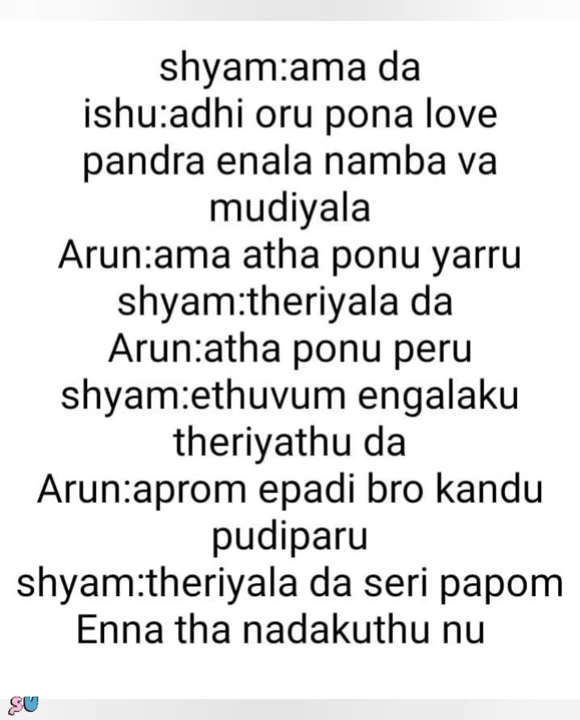 shyam:ama da
ishu:adhi oru pona love
pandra enala namba va
mudiyala
Arun:ama atha ponu yarru
shyam:theriyala da
Arun:atha ponu peru
shyam:ethuvum engalaku
theriyathu da
Arun:aprom epadi bro kandu
pudiparu
shyam:theriyala da seri papom
Enna tha nadakuthu nu
SU